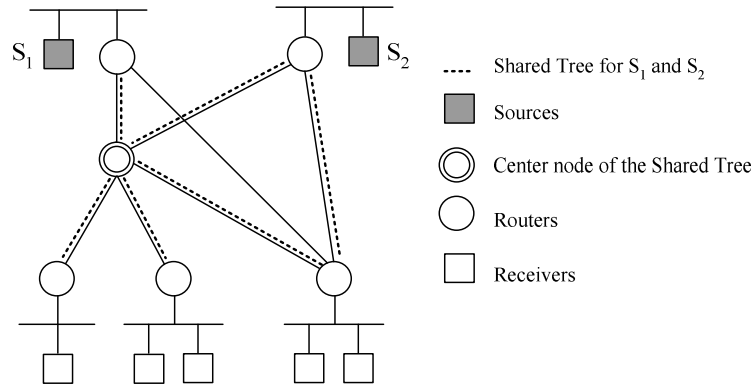 S1
S2
Shared Tree for S1 and S2
Sources
Center node of the Shared Tree
Routers
Receivers